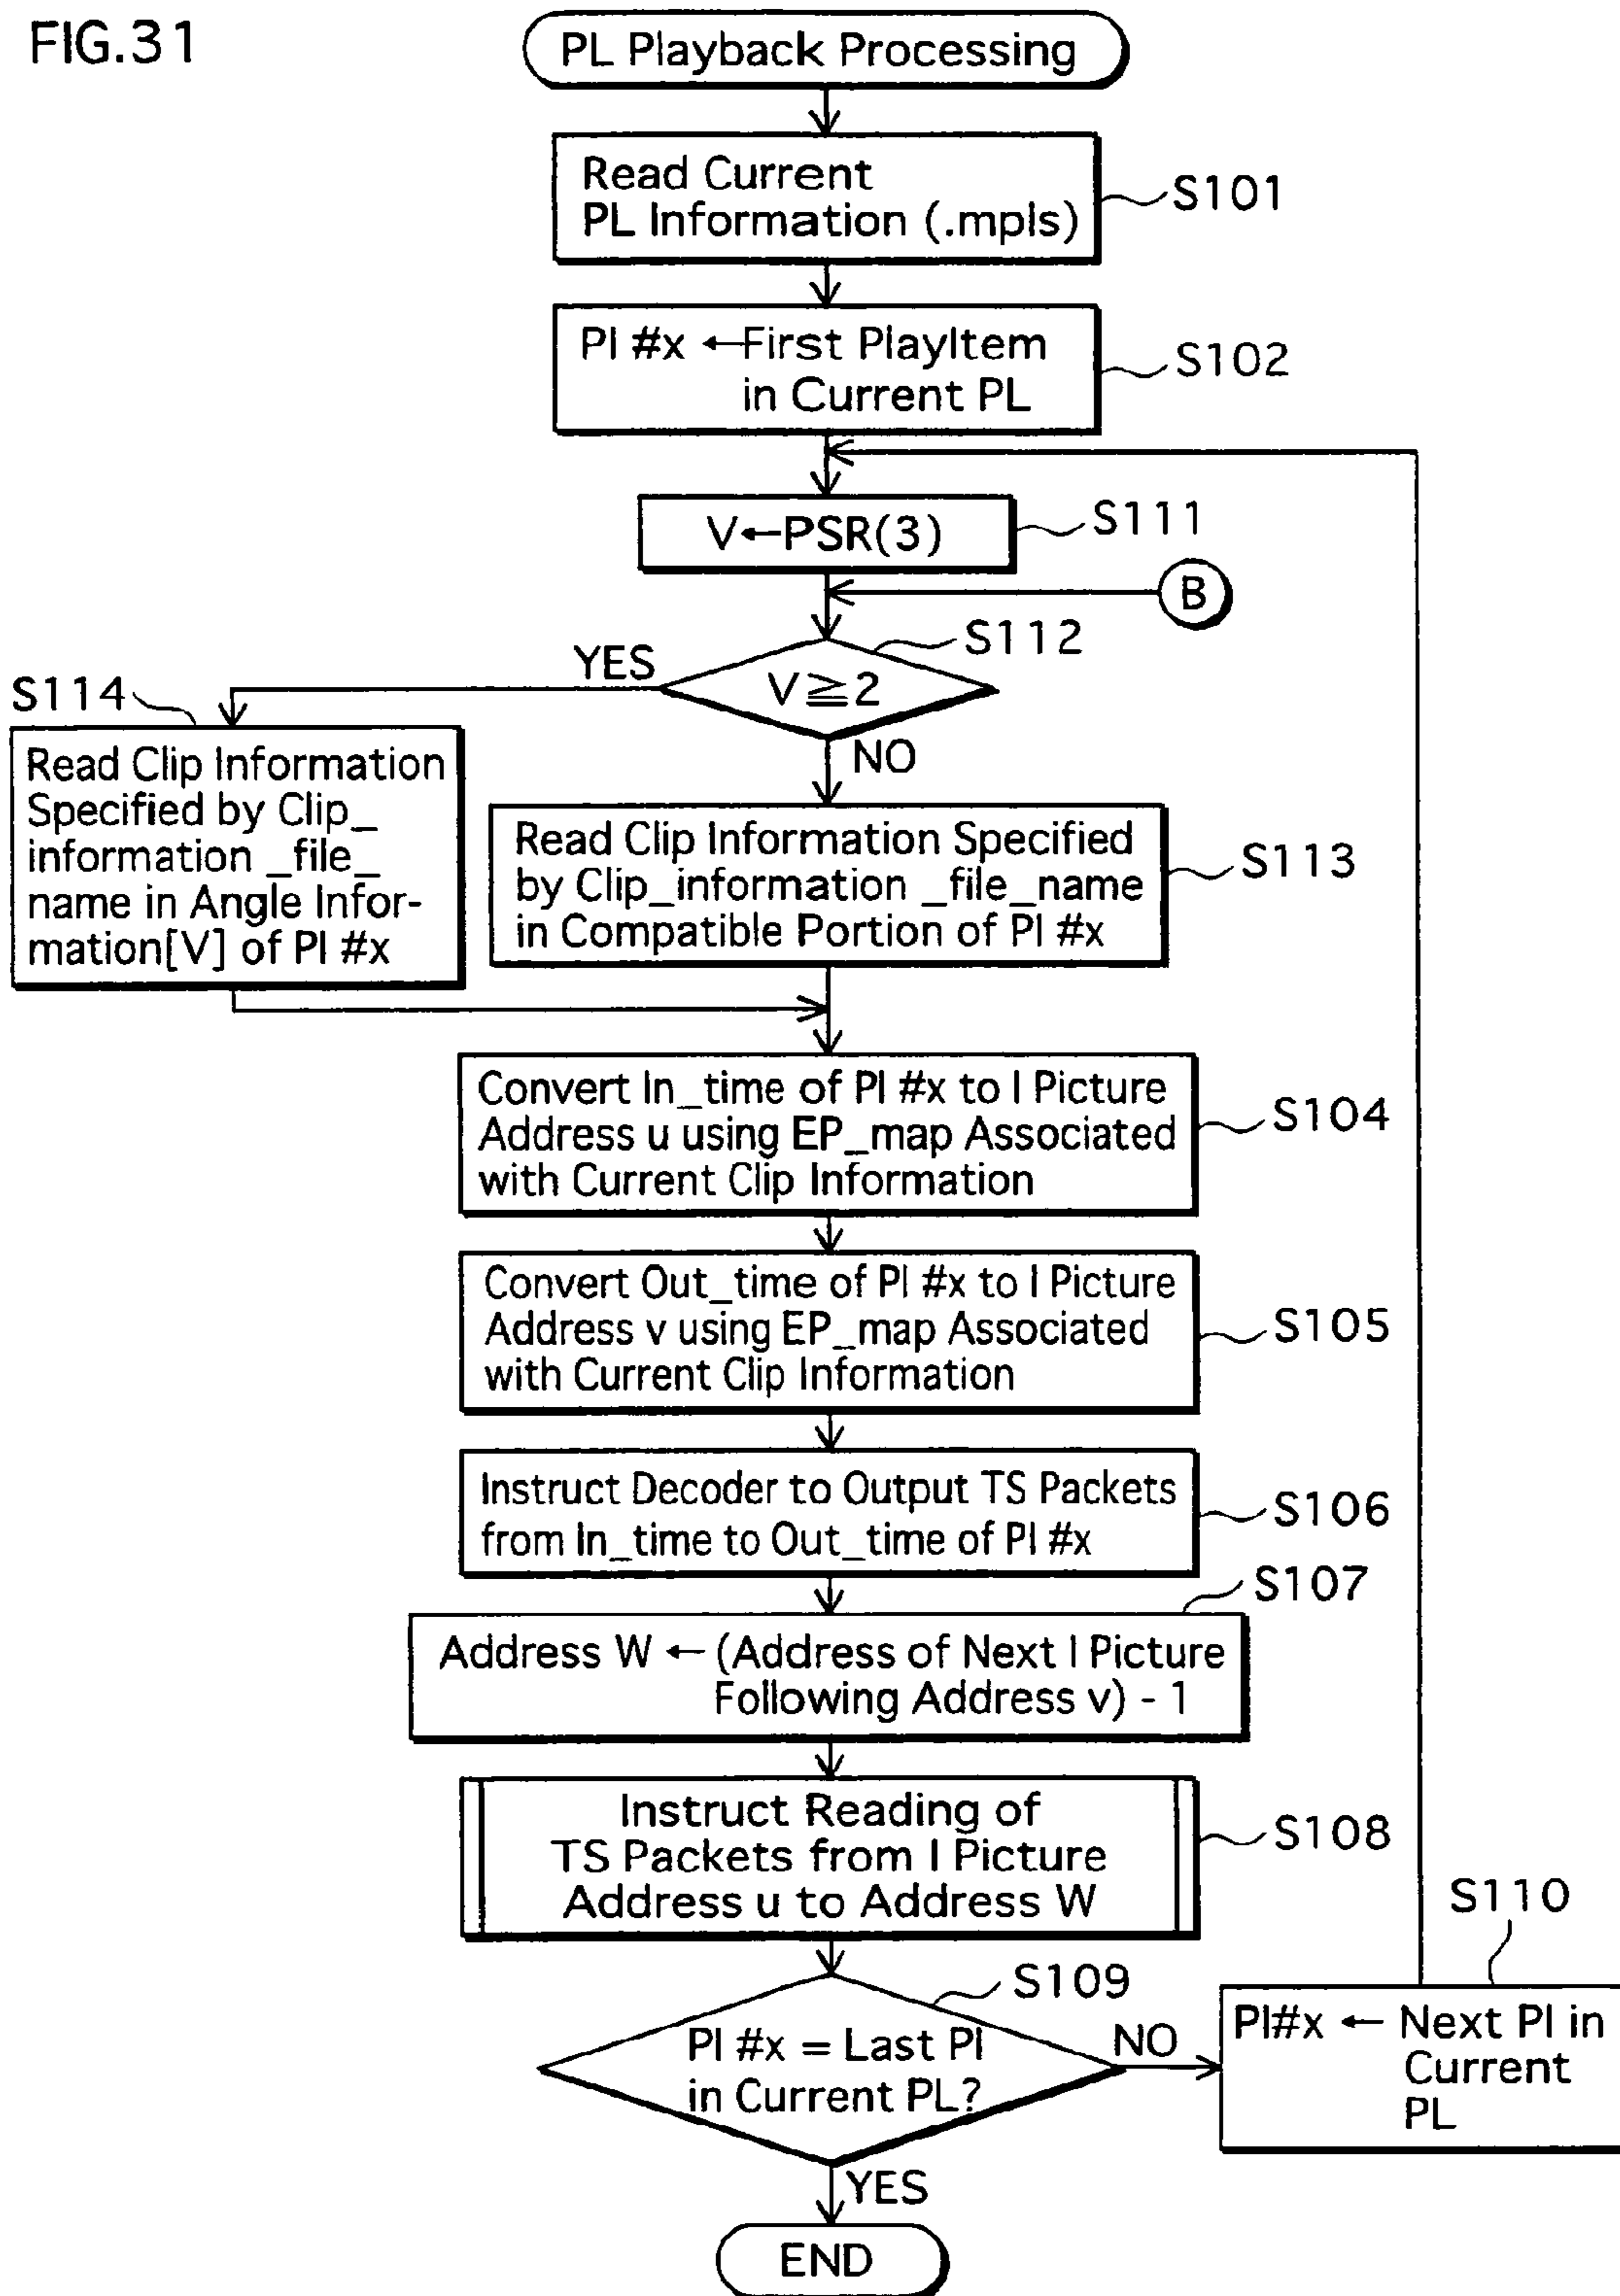 FIG.31
PL Playback Processing
Read Current
PL Information (.mpls)
S101
PI #x ←First PlayItem
in Current PL
S102
V←PSR(3)
S111
B
S112
YES
V≧2
NO
S114
Read Clip Information
Specified by Clip_
information _file_
name in Angle Infor-
mation[V] of PI #x
Read Clip Information Specified
by Clip_information _file_name
in Compatible Portion of PI #x
S113
Convert In_time of PI #x to I Picture
Address u using EP_map Associated
with Current Clip Information
S104
Convert Out_time of PI #x to I Picture
Address v using EP_map Associated
with Current Clip Information
S105
Instruct Decoder to Output TS Packets
from In_time to Out_time of PI #x
S106
S107
Address W ← (Address of Next I Picture
Following Address v) - 1
Instruct Reading of
TS Packets from I Picture
Address u to Address W
S108
S109
PI #x = Last PI
in Current PL?
NO
S110
PI#x ← Next PI in
Current
PL
YES
END